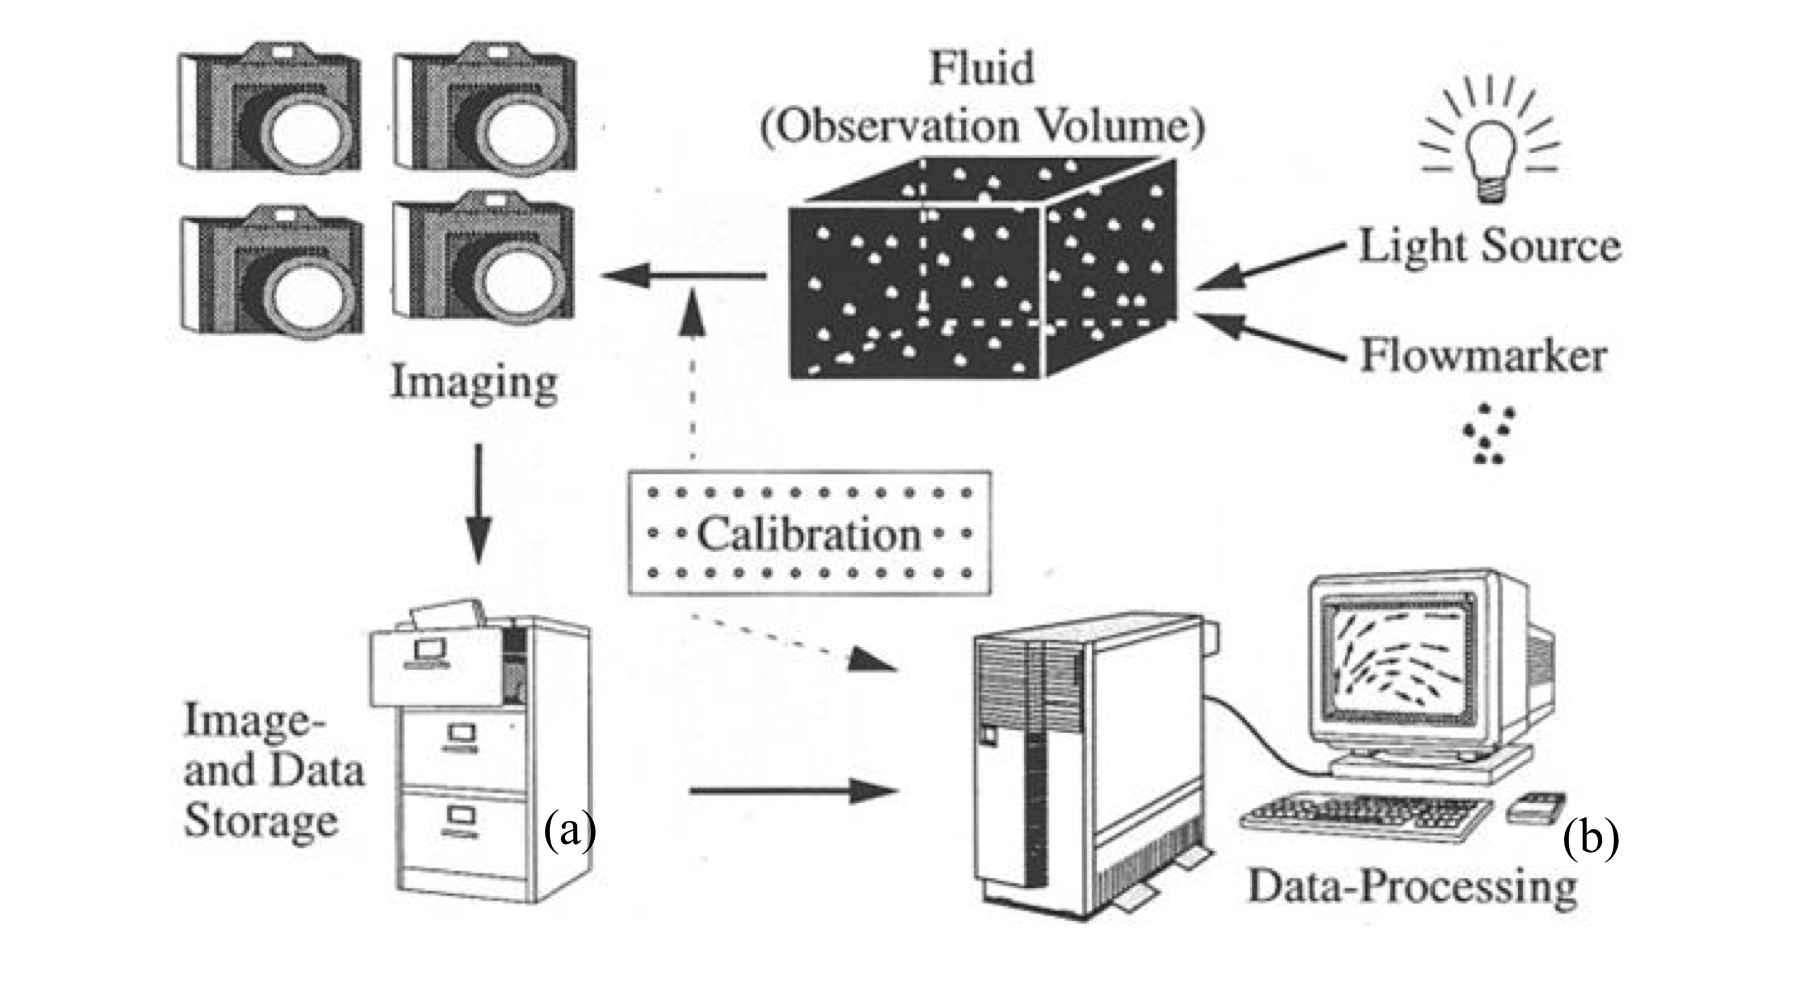 Fluid
(Observation Volume)
Light Source
Flowmarker
Imaging
Calibration
Image-
and Data
Storage
(a)
(b)
Data-Processing